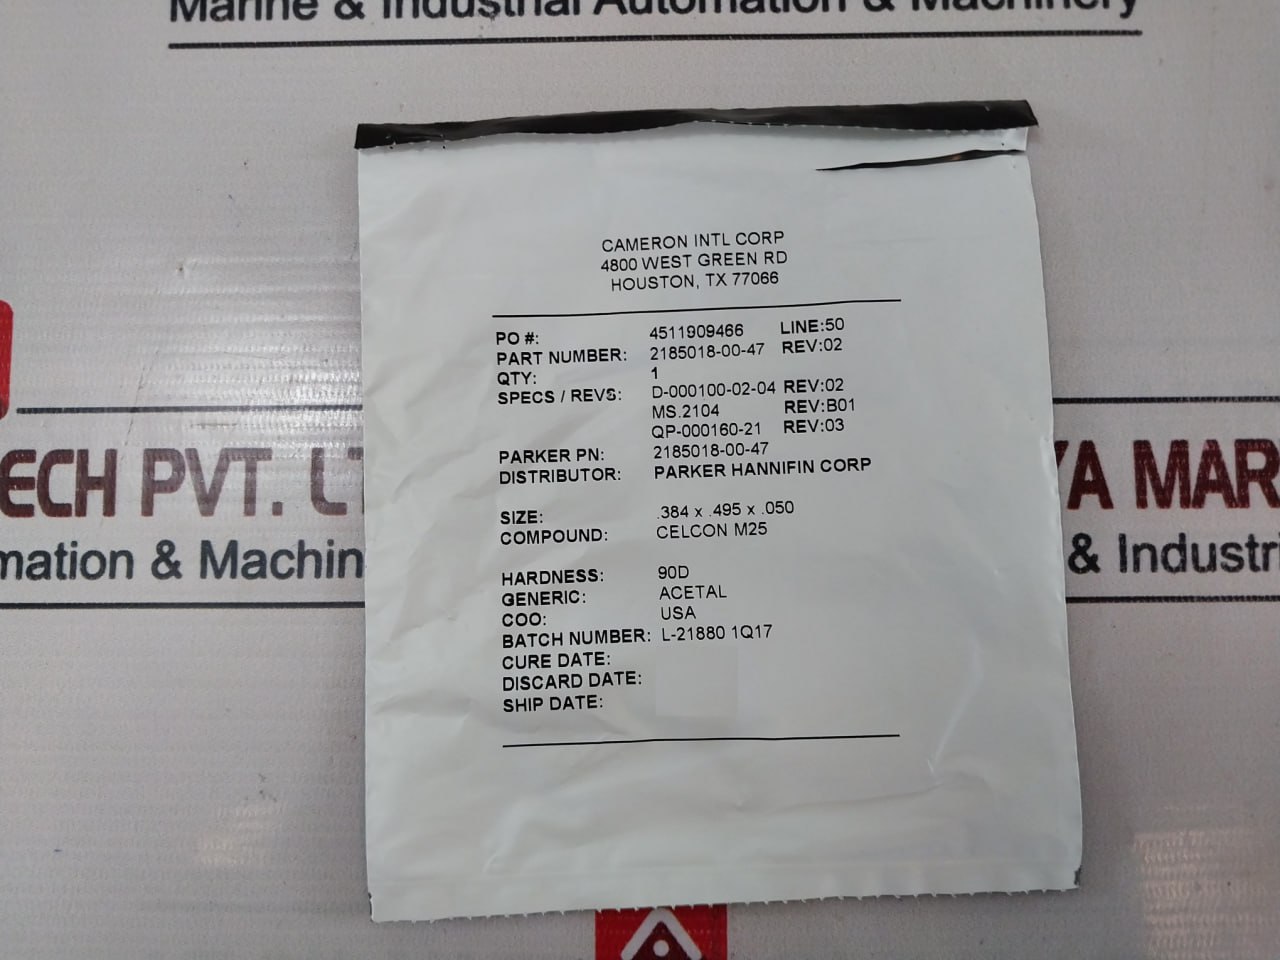 Marine & Industrial Automation & Machinery
CAMERON INTL CORP
4800 WEST GREEN RD
HOUSTON, TX 77066
PO #: 4511909466 LINE:50
PART NUMBER: 2185018-00-47 REV:02
QTY: 1
SPECS / REVS: D-000100-02-04 REV:02
MS.2104 REV:B01
QP-000160-21 REV:03
PARKER PN: 2185018-00-47
DISTRIBUTOR: PARKER HANNIFIN CORP
SIZE: .384 x .495 x .050
COMPOUND: CELCON M25
HARDNESS: 90D
GENERIC: ACETAL
COO: USA
BATCH NUMBER: L-21880 1Q17
CURE DATE:
DISCARD DATE:
SHIP DATE:
ECH PVT. LT
YA MAR
mation & Machin
& Industri